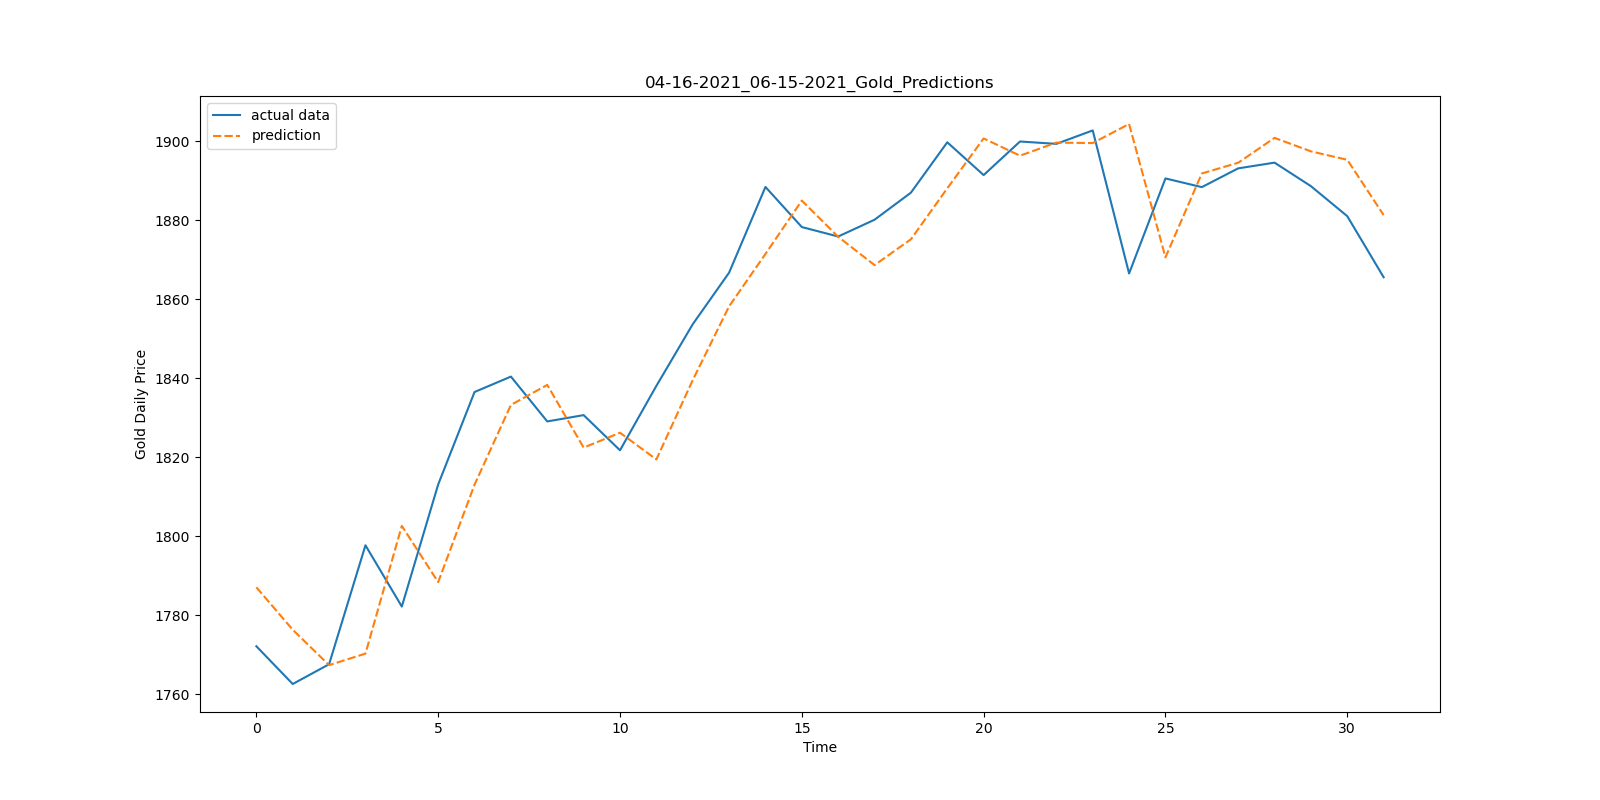 04-16-2021_06-15-2021_Gold_Predictions
actual data
prediction
Gold Daily Price
1900
1880
1860
1840
1820
1800
1780
1760
0 5 10 15 20 25 30
Time